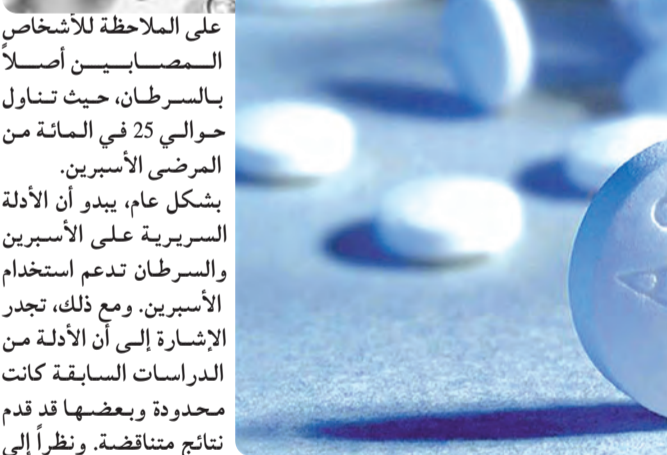 على الملاحظة للأشخاص
المصابين أصلاً
بالسرطان، حيث تناول
حوالي 25 في المائة من
المرضى الأسبرين.
بشكل عام، يبدو أن الأدلة
السريرية على الأسبرين
والسرطان تدعم استخدام
الأسبرين. ومع ذلك، تجدر
الإشارة إلى أن الأدلة من
الدراسات السابقة كانت
محدودة وبعضها قد قدم
نتائج متناقضة. ونظراً إلى